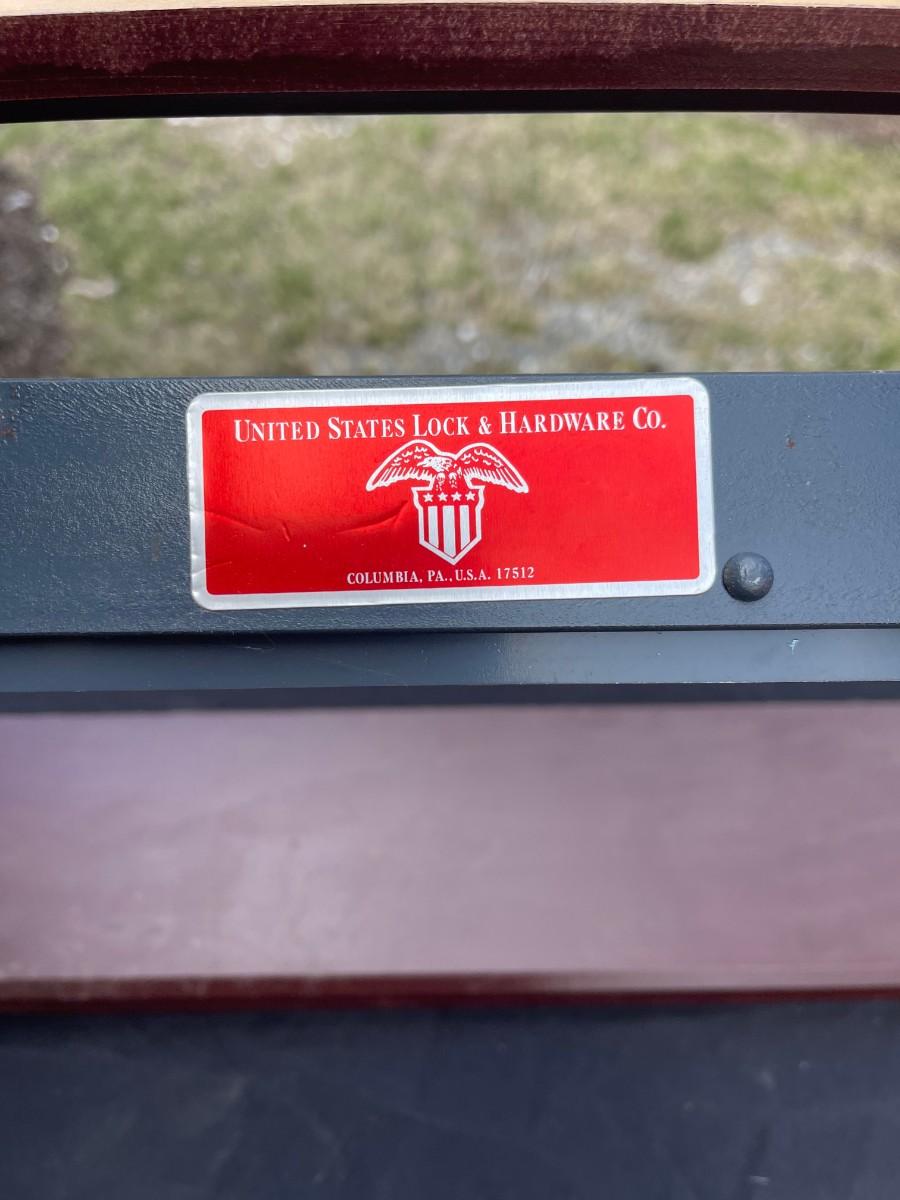 UNITED STATES LOCK & HARDWARE CO.
COLUMBIA, PA., U.S.A. 17512